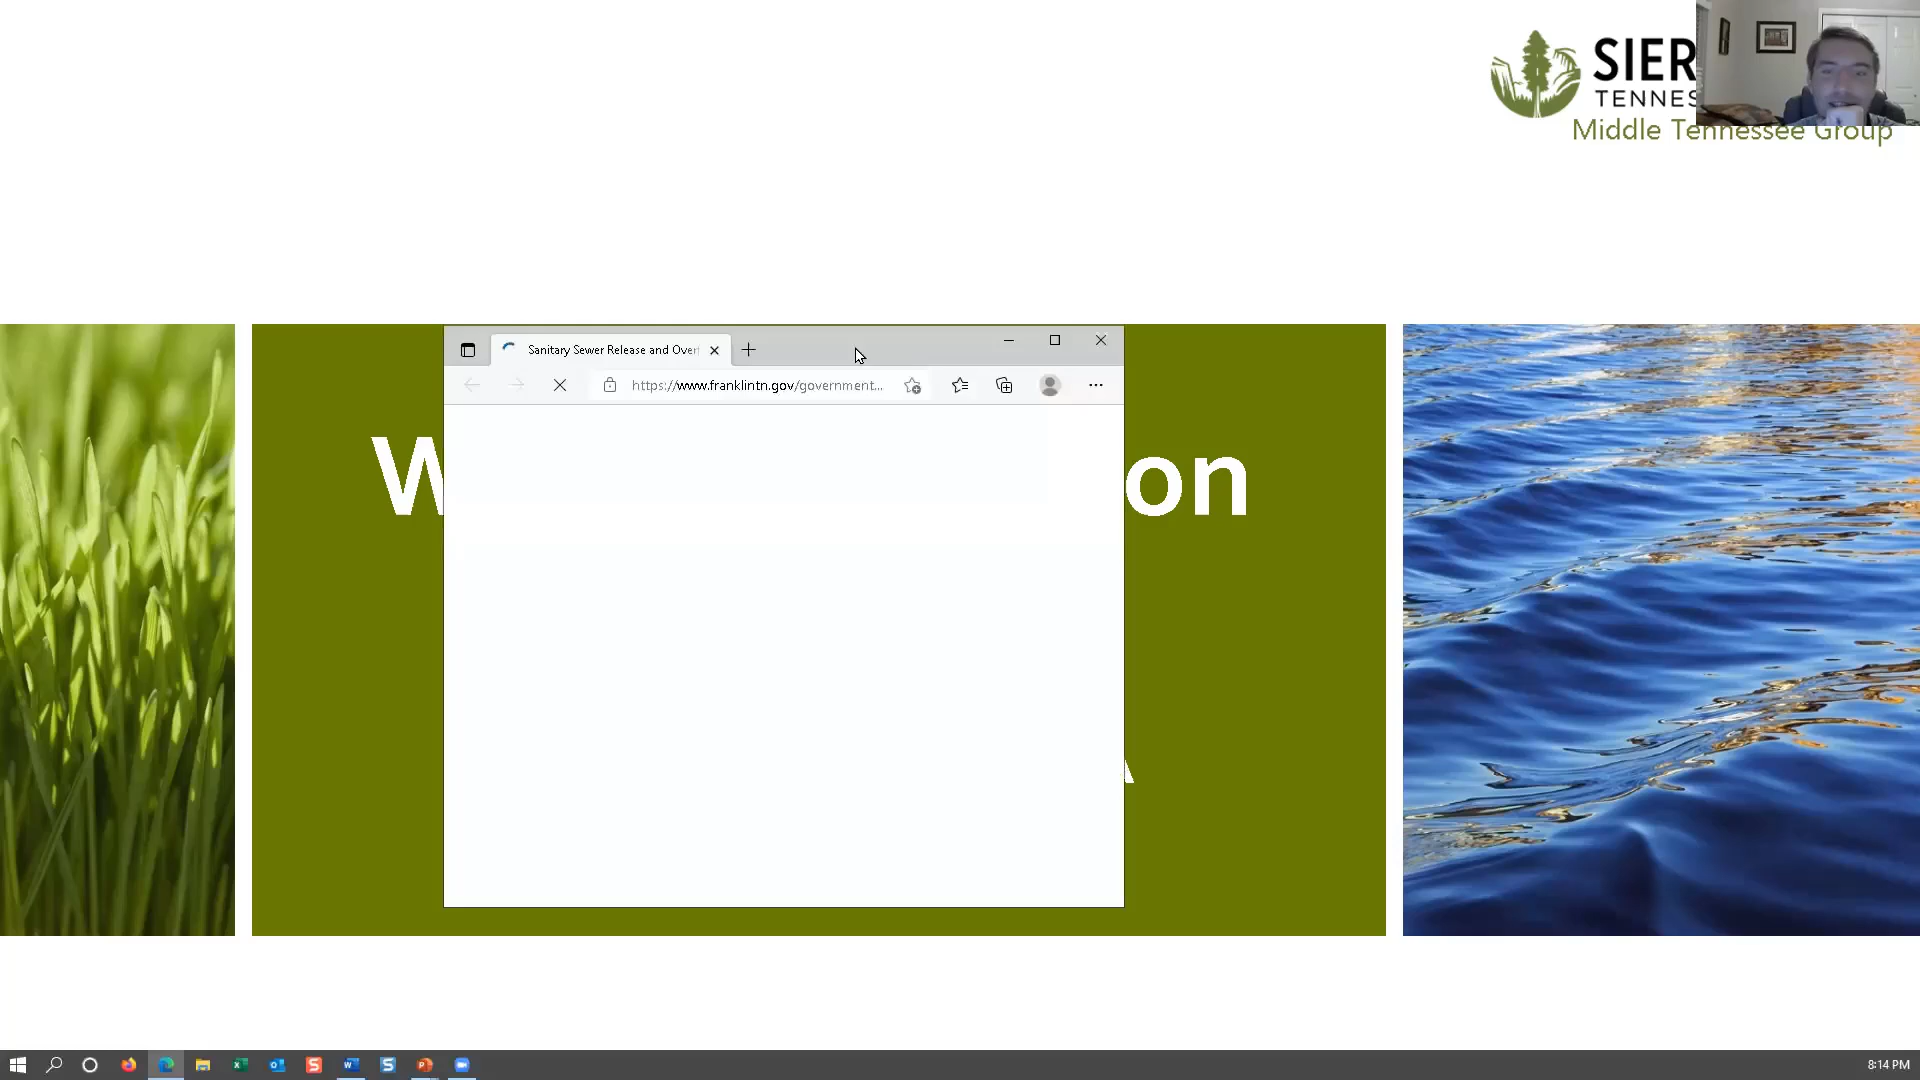 SIER
TENNES
Middle Tennessee Group
Sanitary Sewer Release and Over
https://www.franklintn.gov/government...
W on
8:14 PM